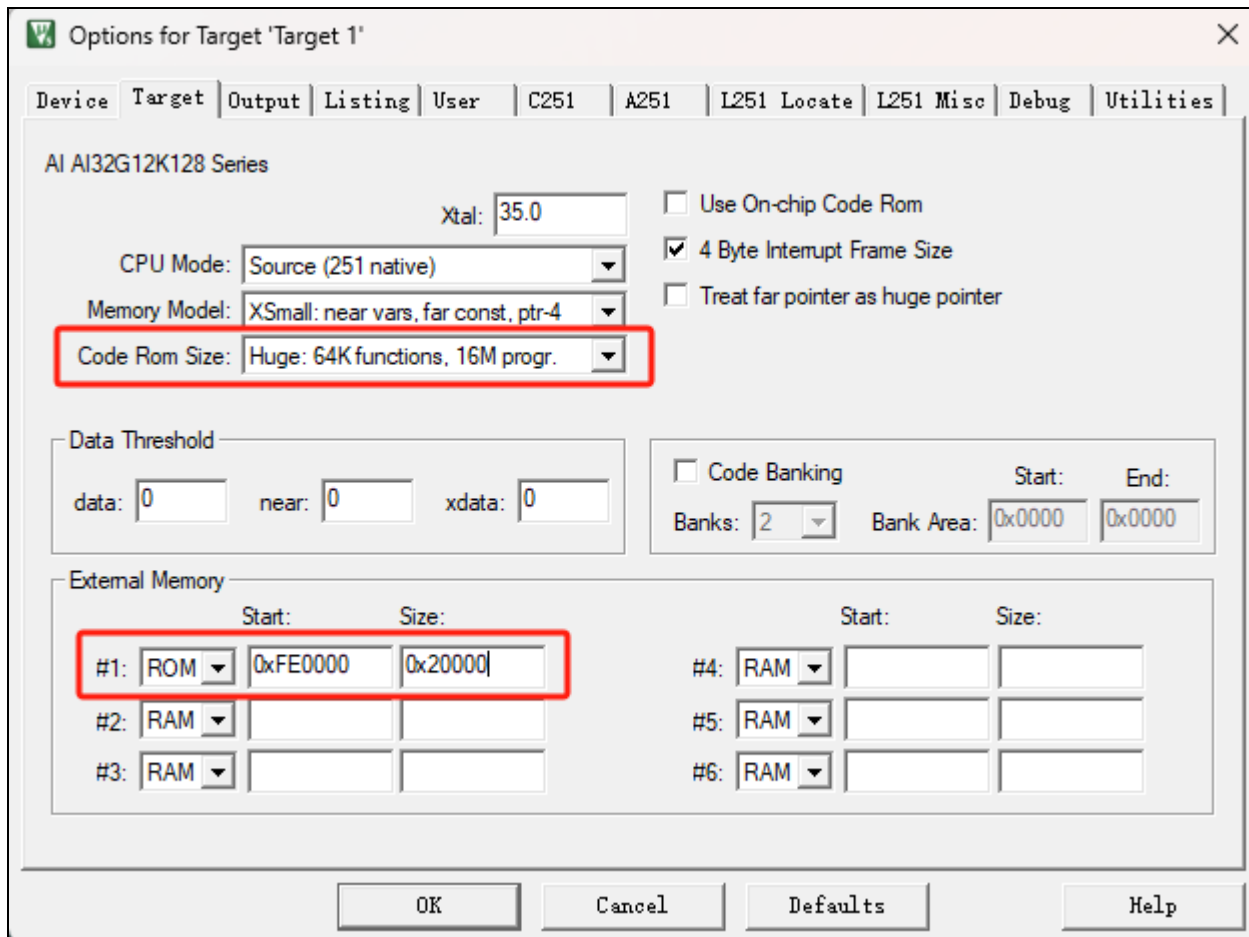 Options for Target 'Target 1'
Device Target Output Listing User C251 A251 L251 Locate L251 Misc Debug Utilities
AI AI32G12K128 Series
Xtal: 35.0
Use On-chip Code Rom
CPU Mode: Source (251 native)
4 Byte Interrupt Frame Size
Memory Model: XSmall: near vars, far const, ptr-4
Treat far pointer as huge pointer
Code Rom Size: Huge: 64K functions, 16M progr.
Data Threshold
data: 0 near: 0 xdata: 0
Code Banking Start: End:
Banks: 2 Bank Area: 0x0000 0x0000
External Memory
Start: Size: Start: Size:
#1: ROM 0xFE0000 0x20000 #4: RAM
#2: RAM #5: RAM
#3: RAM #6: RAM
OK Cancel Defaults Help